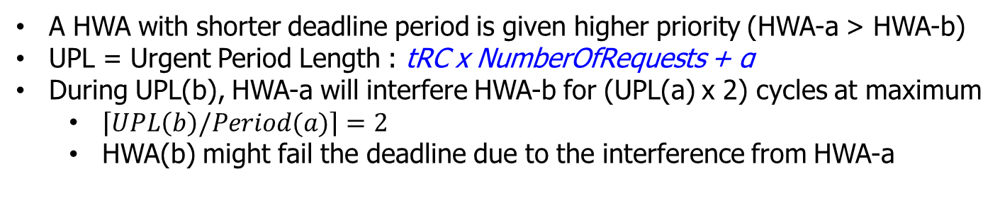 • A HWA with shorter deadline period is given higher priority (HWA-a > HWA-b)
• UPL = Urgent Period Length : tRC x NumberOfRequests + α
• During UPL(b), HWA-a will interfere HWA-b for (UPL(a) x 2) cycles at maximum
• ⌈UPL(b)/Period(a)⌉ = 2
• HWA(b) might fail the deadline due to the interference from HWA-a